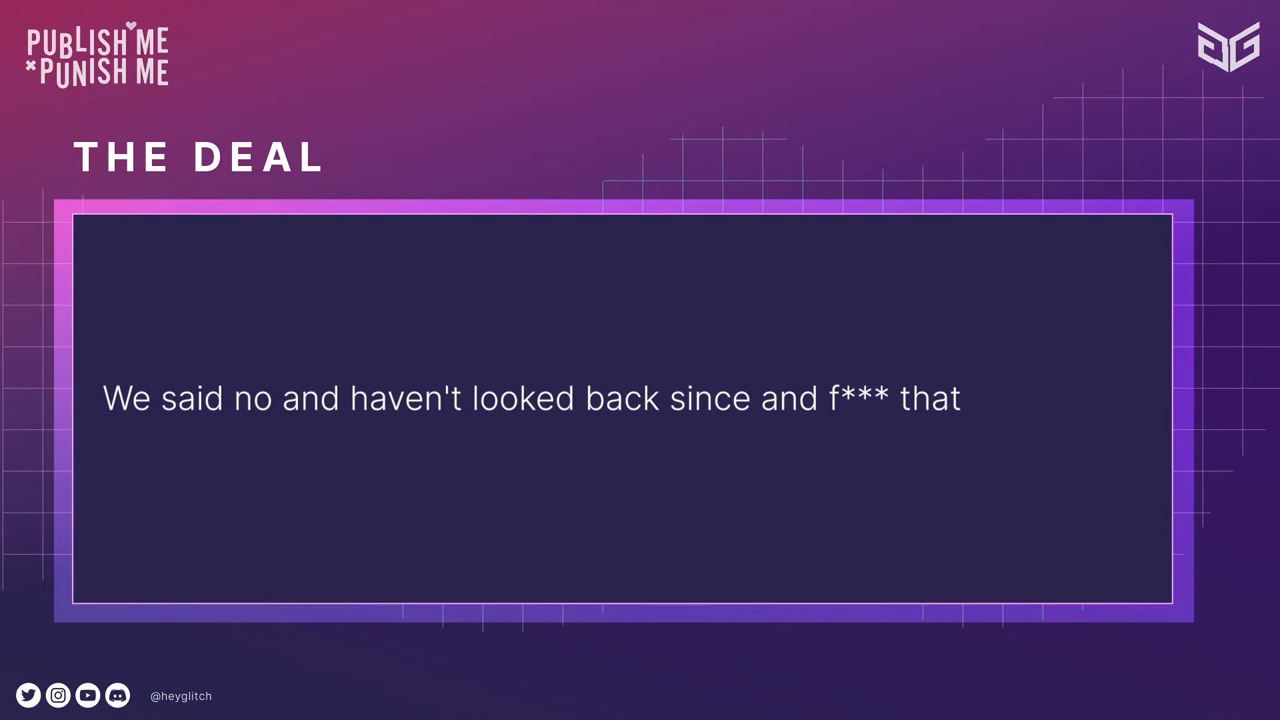 PUBLISH ME
PUNISH ME
THE DEAL
We said no and haven't looked back since and f*** that
@heyglitch